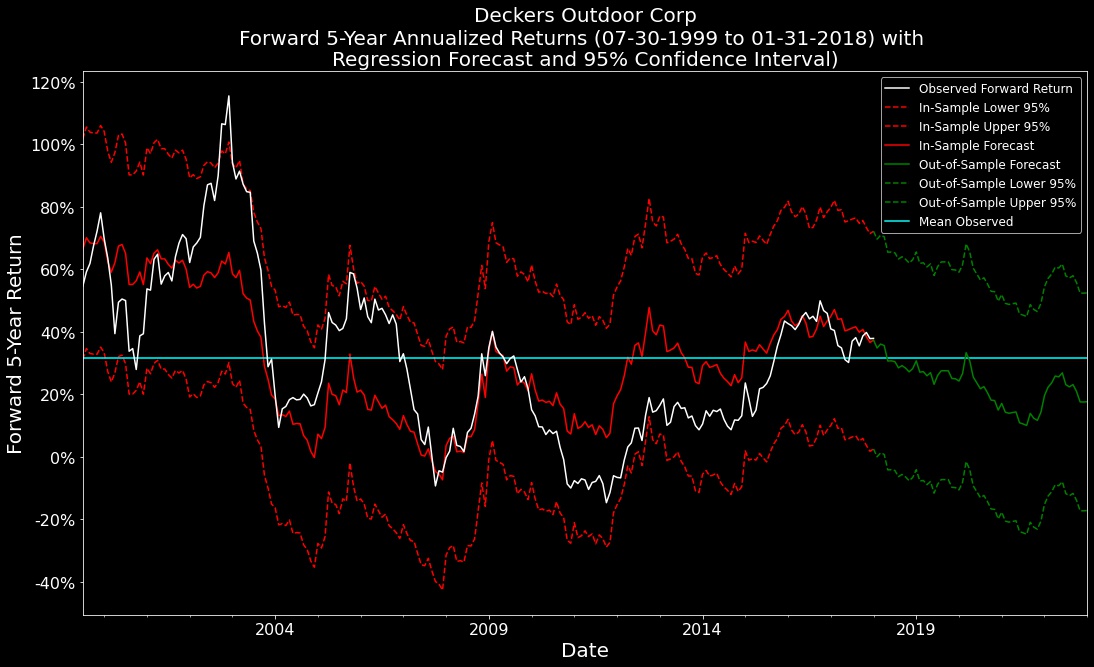 Deckers Outdoor Corp
Forward 5-Year Annualized Returns (07-30-1999 to 01-31-2018) with
Regression Forecast and 95% Confidence Interval)
120%
100%
80%
60%
40%
20%
0%
-20%
-40%
Forward 5-Year Return
Observed Forward Return
In-Sample Lower 95%
In-Sample Upper 95%
In-Sample Forecast
Out-of-Sample Forecast
Out-of-Sample Lower 95%
Out-of-Sample Upper 95%
Mean Observed
2004
2009
2014
2019
Date